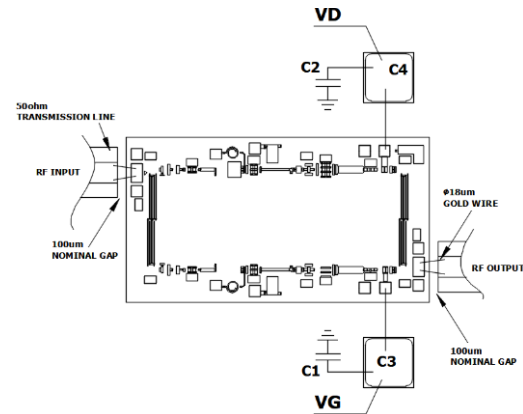 VD
C2
C4
50ohm
TRANSMISSION LINE
RF INPUT
100um
NOMINAL GAP
φ18um
GOLD WIRE
RF OUTPUT
100um
NOMINAL GAP
C1
C3
VG